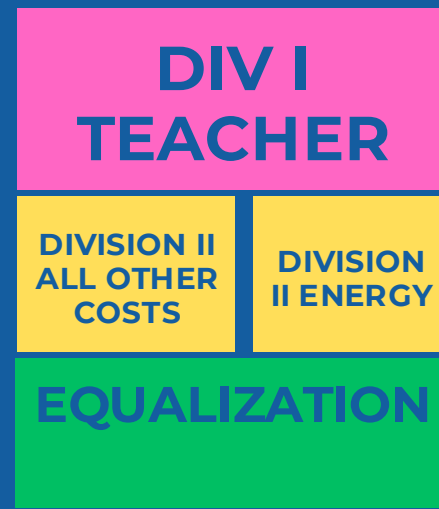 DIV I
TEACHER
DIVISION II
ALL OTHER
COSTS
DIVISION
II ENERGY
EQUALIZATION